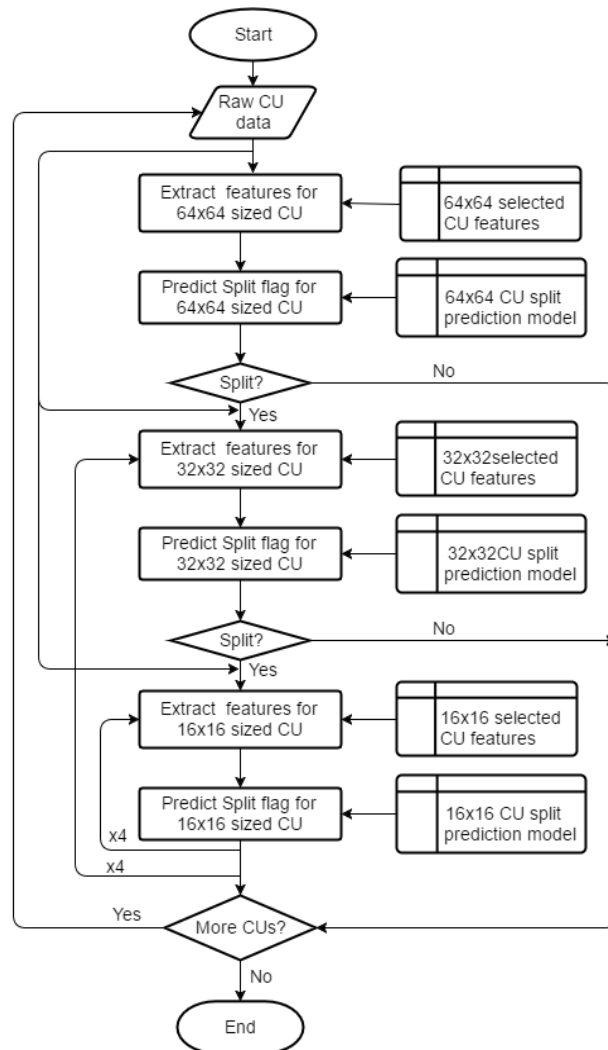 Start
Raw CU
data
Extract features for
64x64 sized CU
64x64 selected
CU features
Predict Split flag for
64x64 sized CU
64x64 CU split
prediction model
Split?
No
Yes
Extract features for
32x32 sized CU
32x32selected
CU features
Predict Split flag for
32x32 sized CU
32x32CU split
prediction model
Split?
No
Yes
Extract features for
16x16 sized CU
16x16 selected
CU features
Predict Split flag for
16x16 sized CU
16x16 CU split
prediction model
x4
x4
Yes
More CUs?
No
End